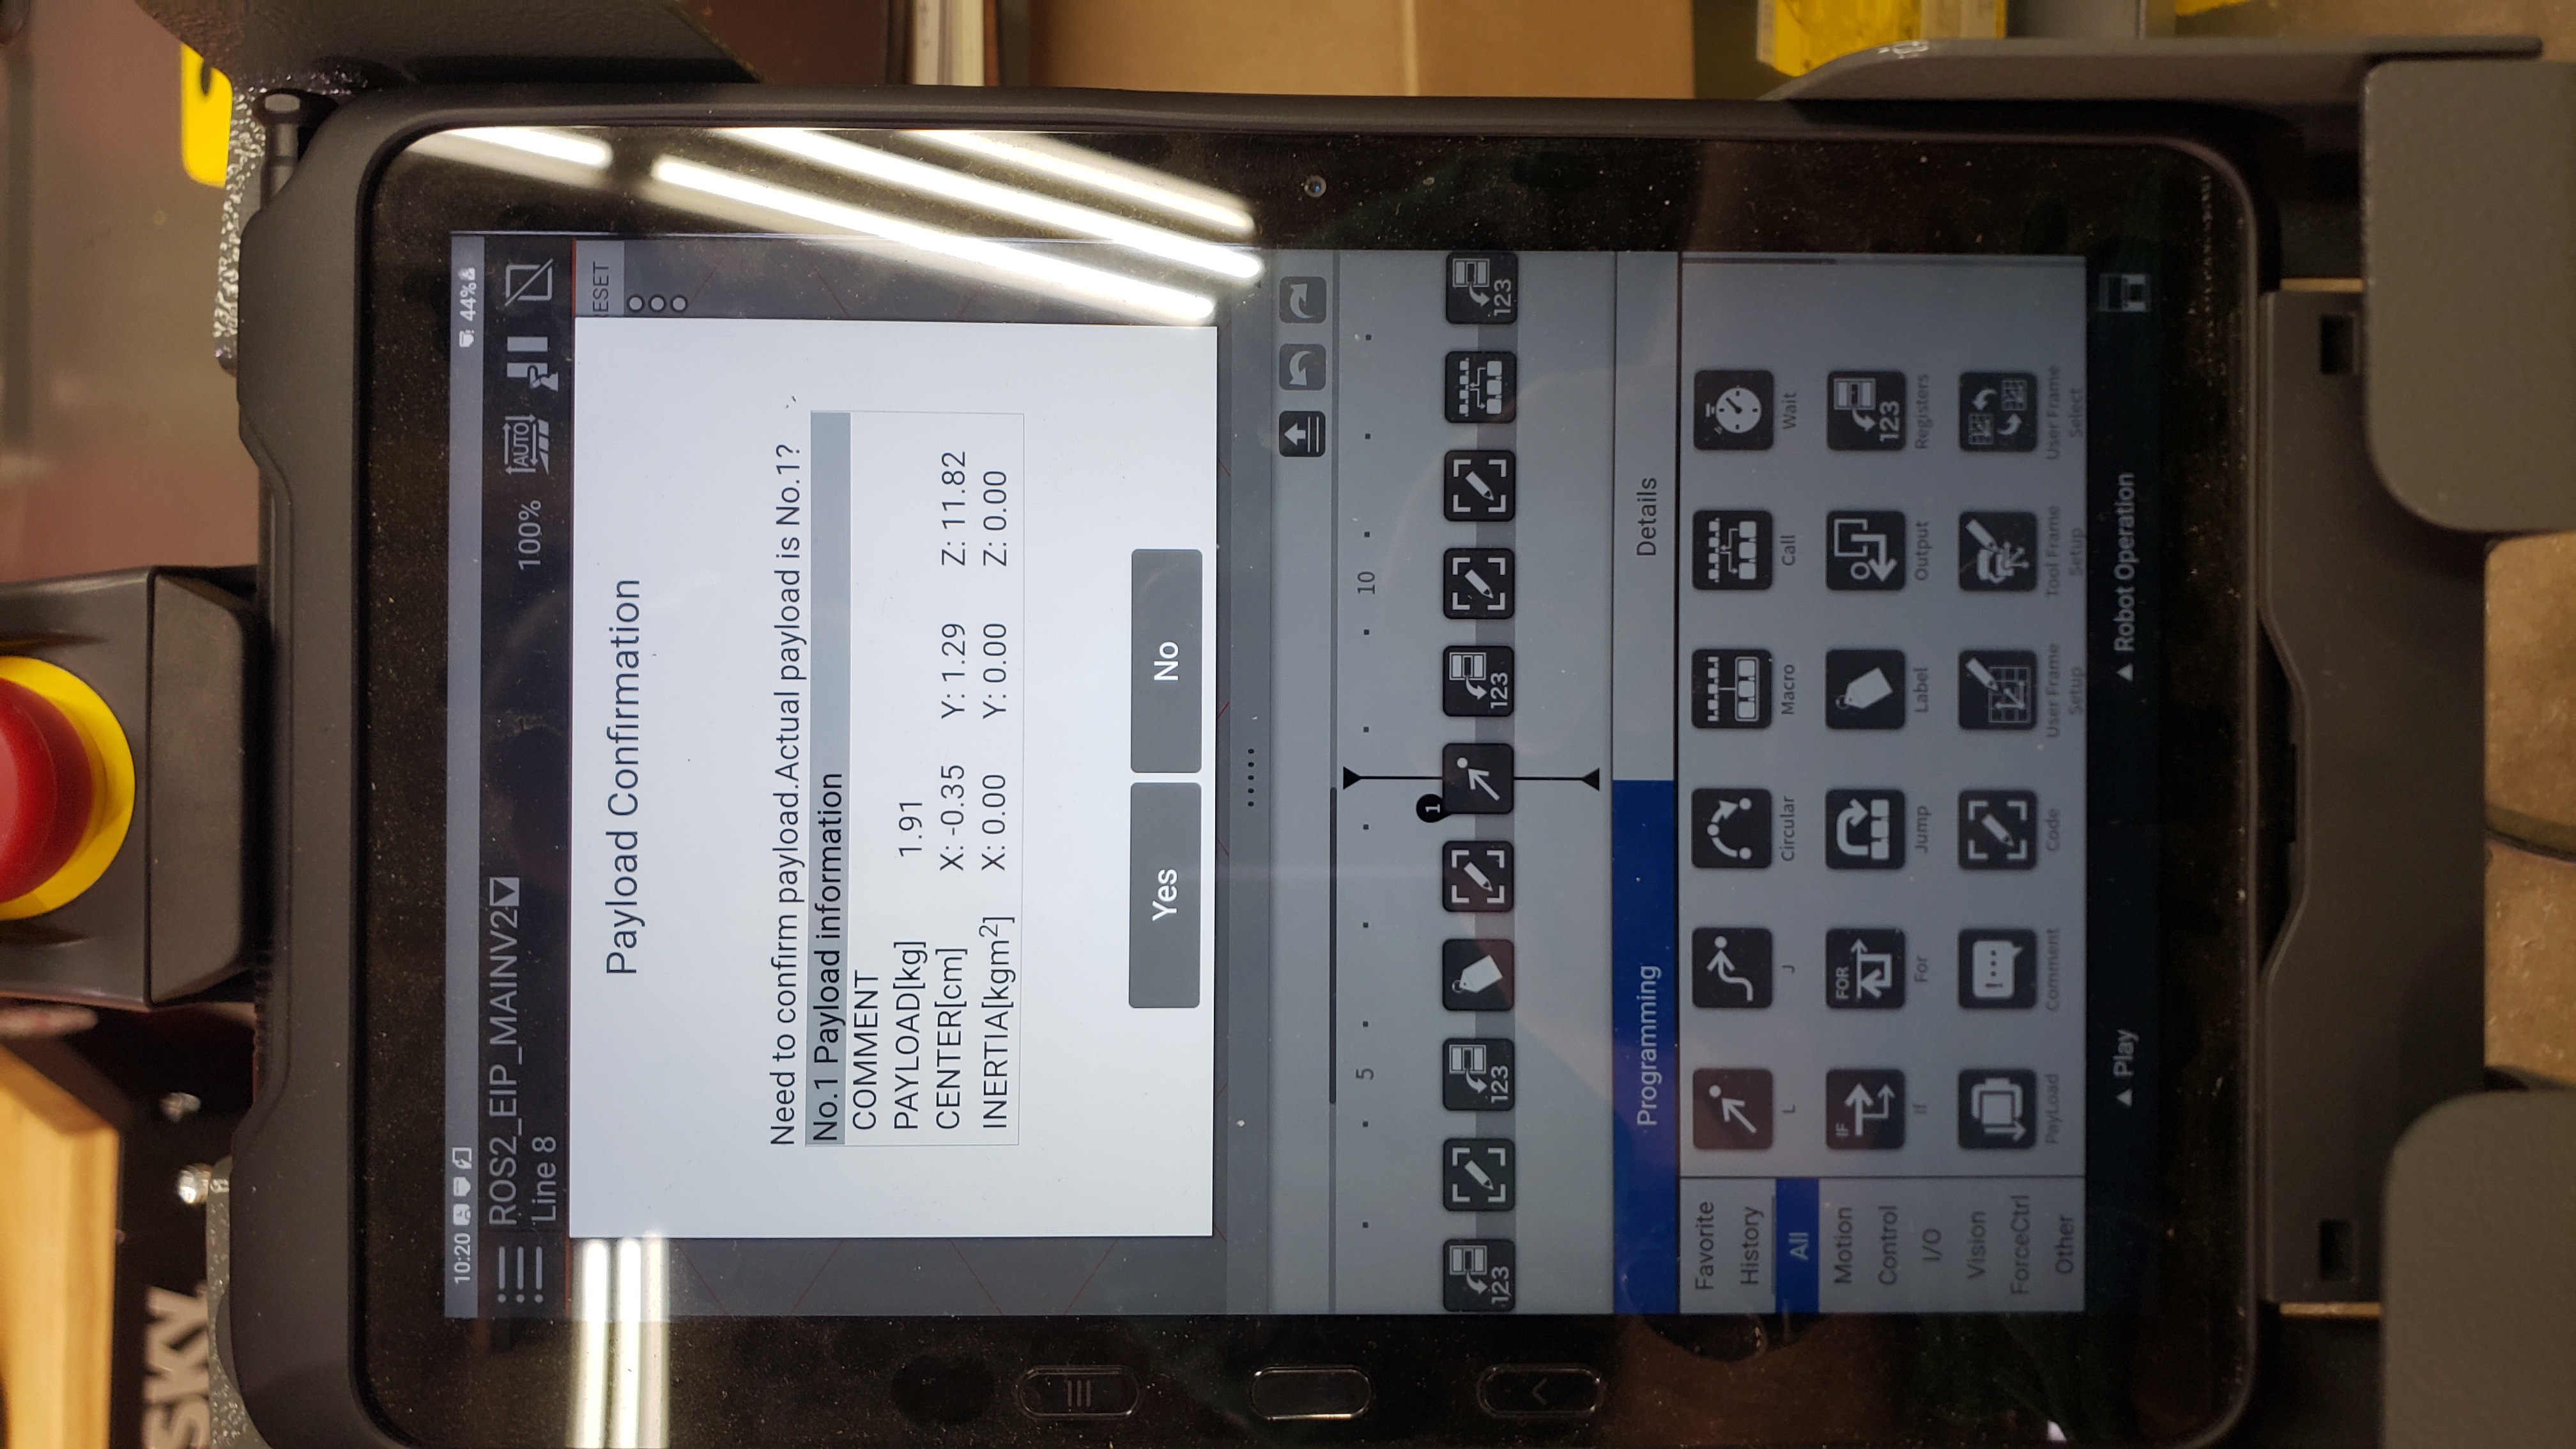 SKY
10:20 44%
ROS2_EIP_MAINV2
Line 8
100% AUTO
ESET
Payload Confirmation
Need to confirm payload.Actual payload is No.1?
No.1 Payload information
COMMENT
PAYLOAD[kg] 1.91
CENTER[cm] X: -0.35 Y: 1.29 Z: 11.82
INERTIA[kgm2] X: 0.00 Y: 0.00 Z: 0.00
Yes No
5 10
1
123 123 123 123
Programming Details
Favorite
History
All
Motion
Control
I/O
Vision
ForceCtrl
Other
L J Circular Macro Call Wait
IF FOR 123
If For Jump Label Output Registers
PayLoad Comment Code User Frame Setup Tool Frame Setup User Frame Select
Play Robot Operation